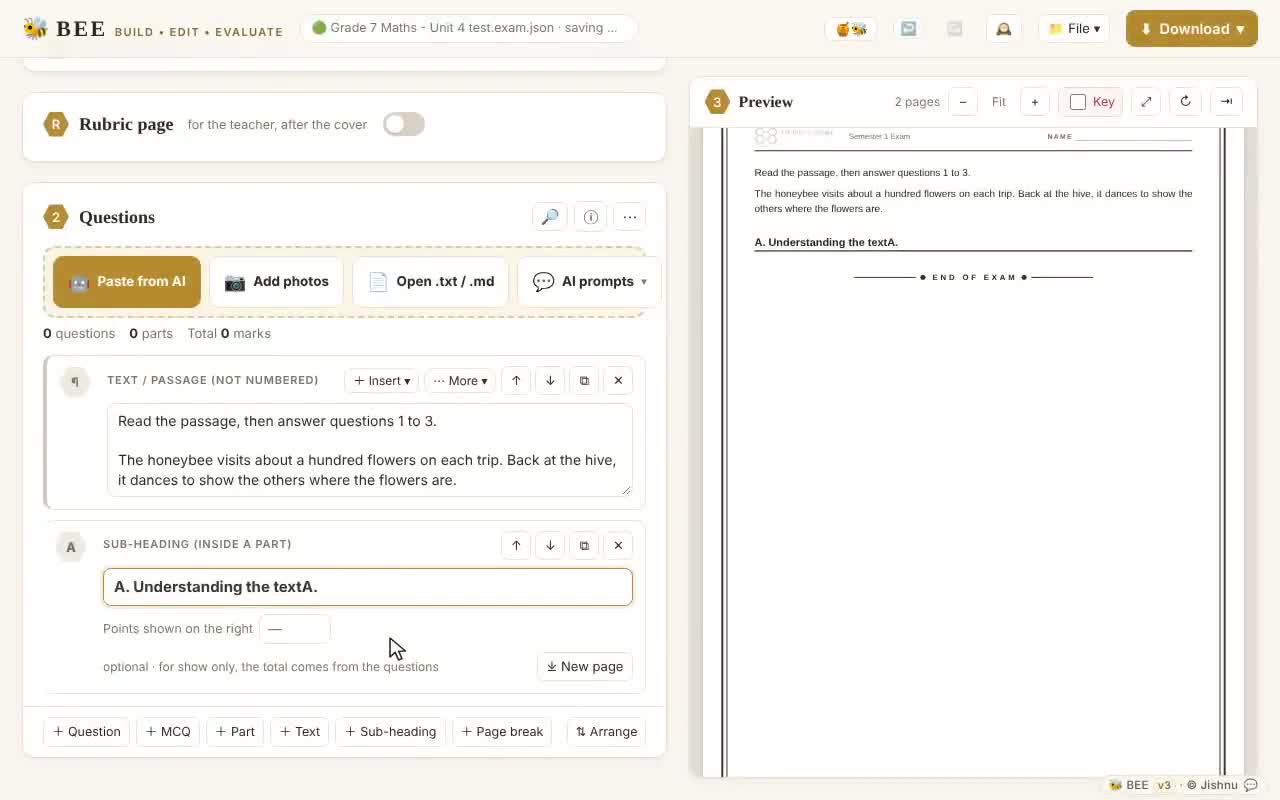 BEE BUILD • EDIT • EVALUATE
Grade 7 Maths - Unit 4 test.exam.json · saving ...
File ▾
Download ▾
R Rubric page for the teacher, after the cover
2 Questions
Paste from AI
Add photos
Open .txt / .md
AI prompts ▾
0 questions 0 parts Total 0 marks
¶ TEXT / PASSAGE (NOT NUMBERED) + Insert ▾ ··· More ▾
Read the passage, then answer questions 1 to 3.
The honeybee visits about a hundred flowers on each trip. Back at the hive,
it dances to show the others where the flowers are.
A SUB-HEADING (INSIDE A PART)
A. Understanding the textA.
Points shown on the right —
optional · for show only, the total comes from the questions
New page
+ Question + MCQ + Part + Text + Sub-heading + Page break ⇅ Arrange
3 Preview 2 pages − Fit + Key
Semester 1 Exam NAME
Read the passage, then answer questions 1 to 3.
The honeybee visits about a hundred flowers on each trip. Back at the hive, it dances to show the
others where the flowers are.
A. Understanding the textA.
● END OF EXAM ●
BEE v3 · © Jishnu